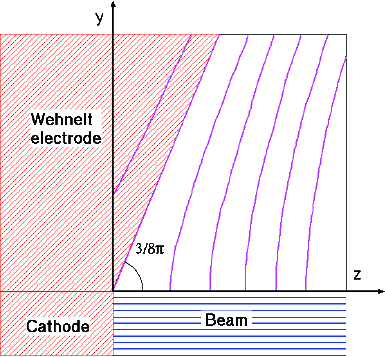 y
Wehnelt
electrode
3/8π
z
Cathode
Beam